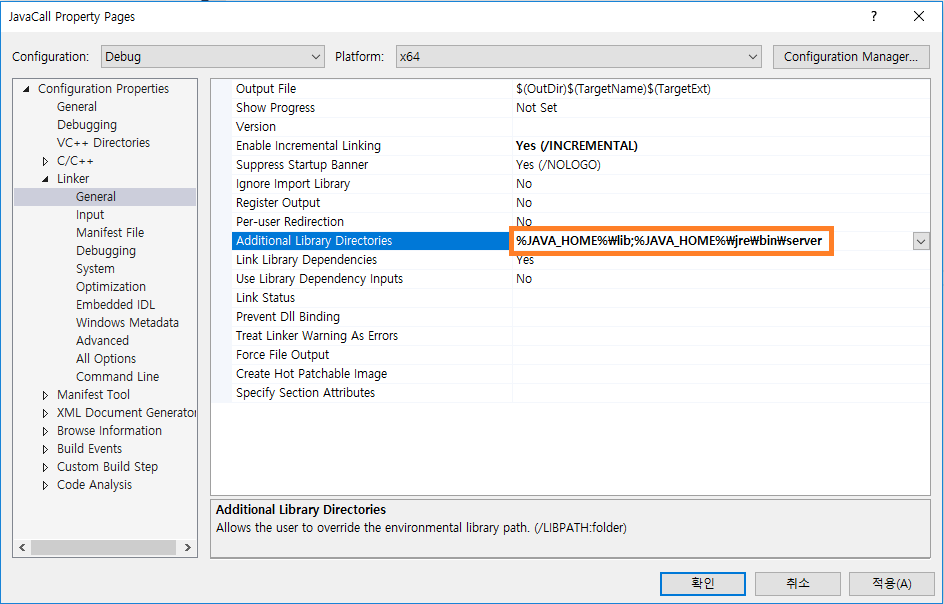 JavaCall Property Pages
?
Configuration:
Debug
Platform:
x64
Configuration Manager...
Configuration Properties
General
Debugging
VC++ Directories
C/C++
Linker
General
Input
Manifest File
Debugging
System
Optimization
Embedded IDL
Windows Metadata
Advanced
All Options
Command Line
Manifest Tool
XML Document Generator
Browse Information
Build Events
Custom Build Step
Code Analysis
Output File $(OutDir)$(TargetName)$(TargetExt)
Show Progress Not Set
Version
Enable Incremental Linking Yes (/INCREMENTAL)
Suppress Startup Banner Yes (/NOLOGO)
Ignore Import Library No
Register Output No
Per-user Redirection No
Additional Library Directories %JAVA_HOME%₩lib;%JAVA_HOME%₩jre₩bin₩server
Link Library Dependencies Yes
Use Library Dependency Inputs No
Link Status
Prevent Dll Binding
Treat Linker Warning As Errors
Force File Output
Create Hot Patchable Image
Specify Section Attributes
Additional Library Directories
Allows the user to override the environmental library path. (/LIBPATH:folder)
확인
취소
적용(A)